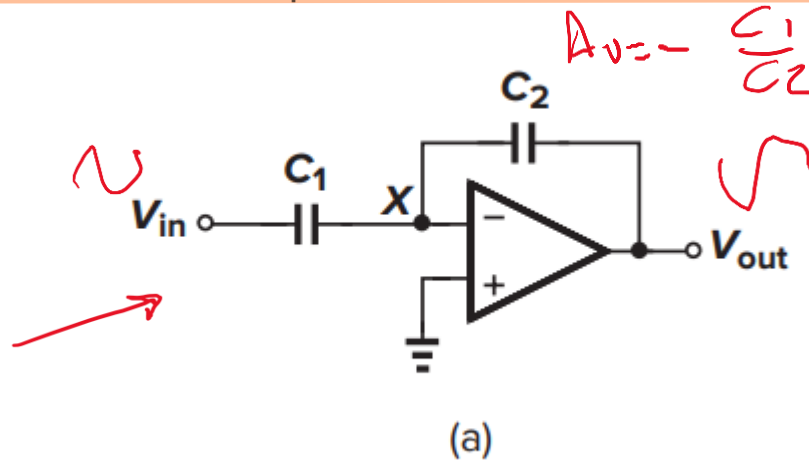 Av = - C1/C2
C2
C1
X
Vin
−
+
Vout
(a)